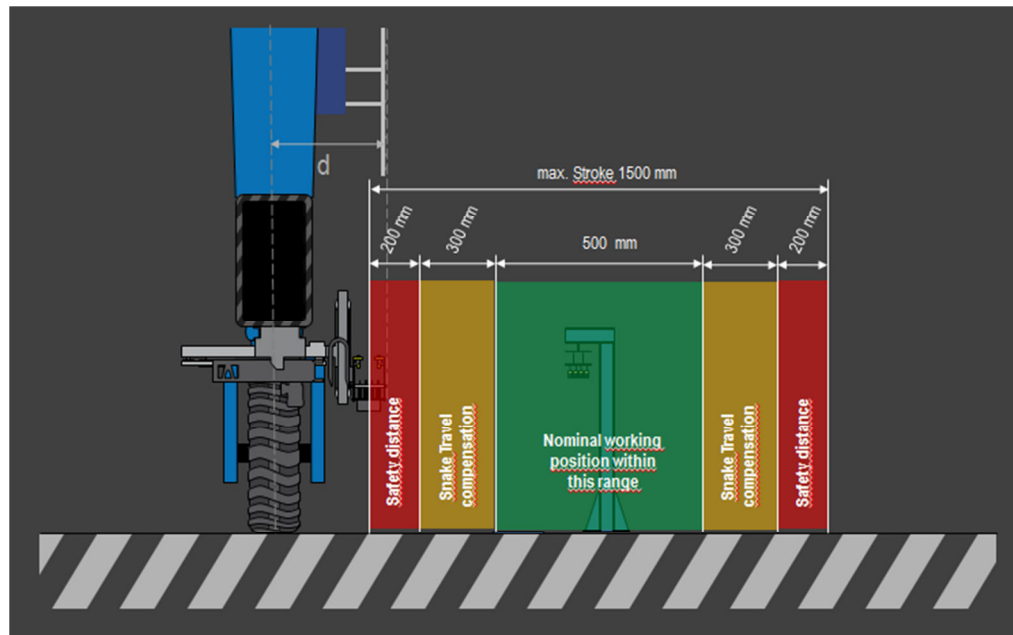 d
max. Stroke 1500 mm
200 mm
300 mm
500 mm
300 mm
200 mm
Safety distance
Snake Travel
compensation
Nominal working
position within
this range
Snake Travel
compensation
Safety distance